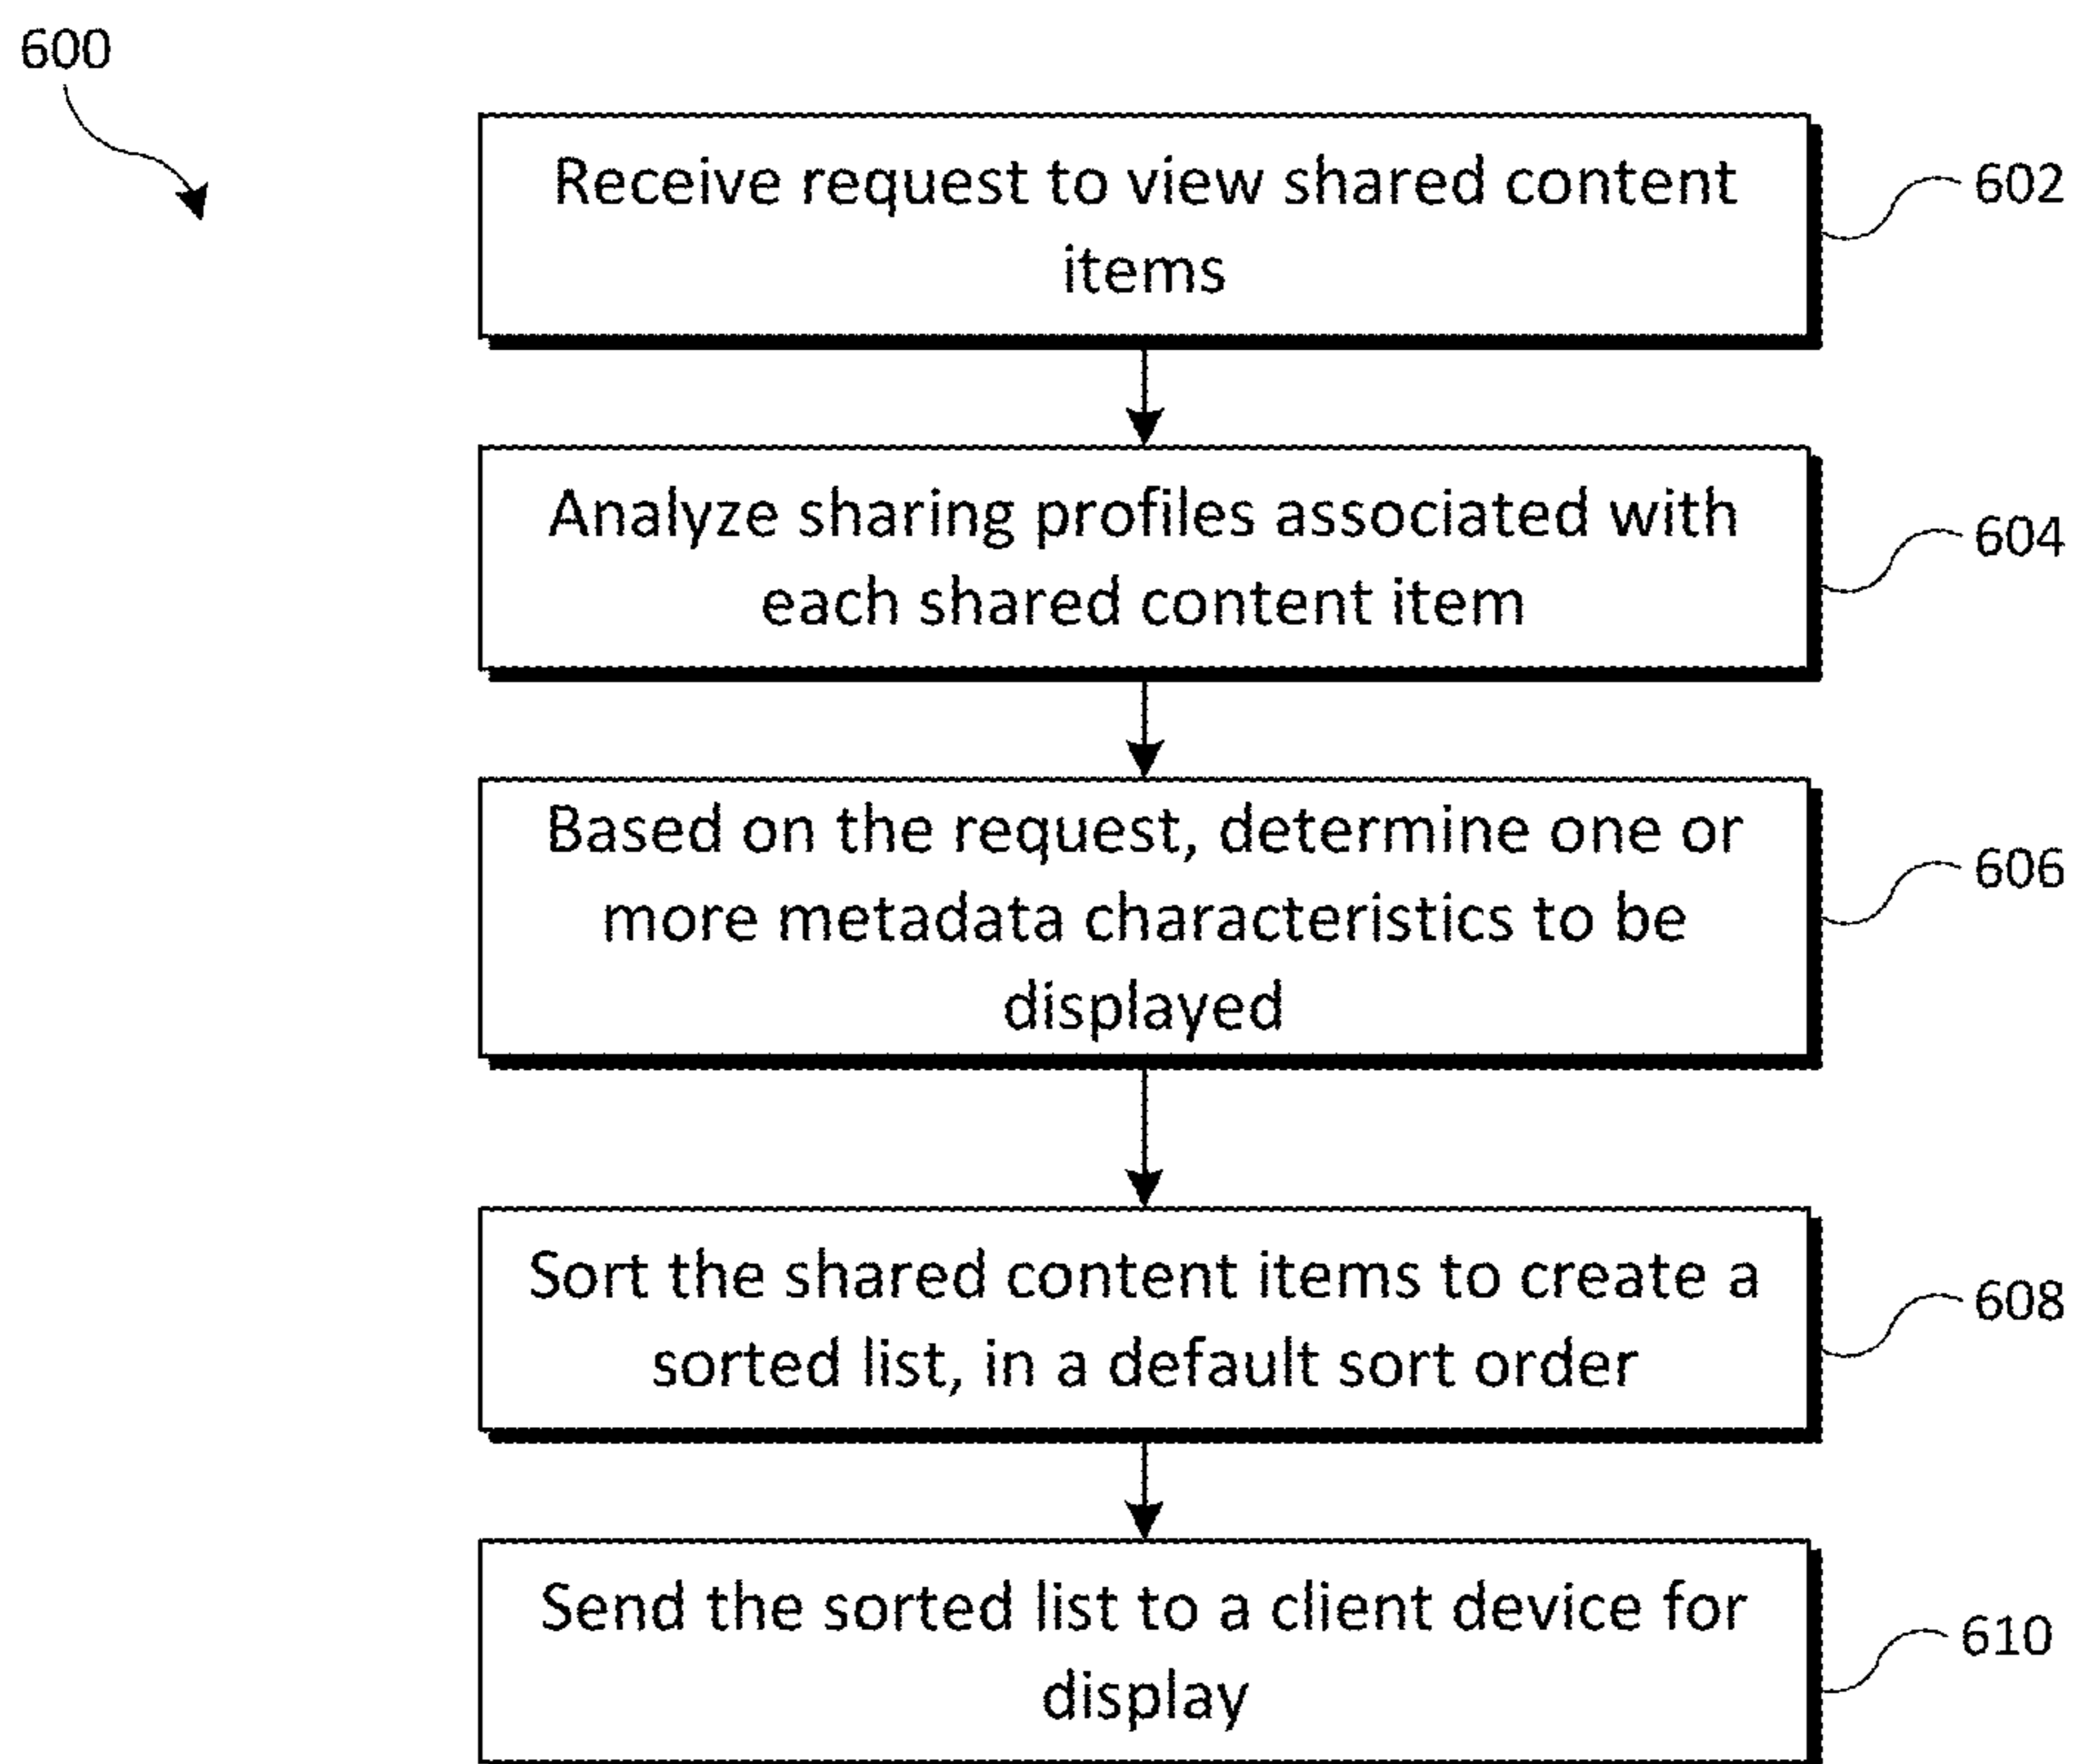 600
Receive request to view shared content
items
602
Analyze sharing profiles associated with
each shared content item
604
Based on the request, determine one or
more metadata characteristics to be
displayed
606
Sort the shared content items to create a
sorted list, in a default sort order
608
Send the sorted list to a client device for
display
610